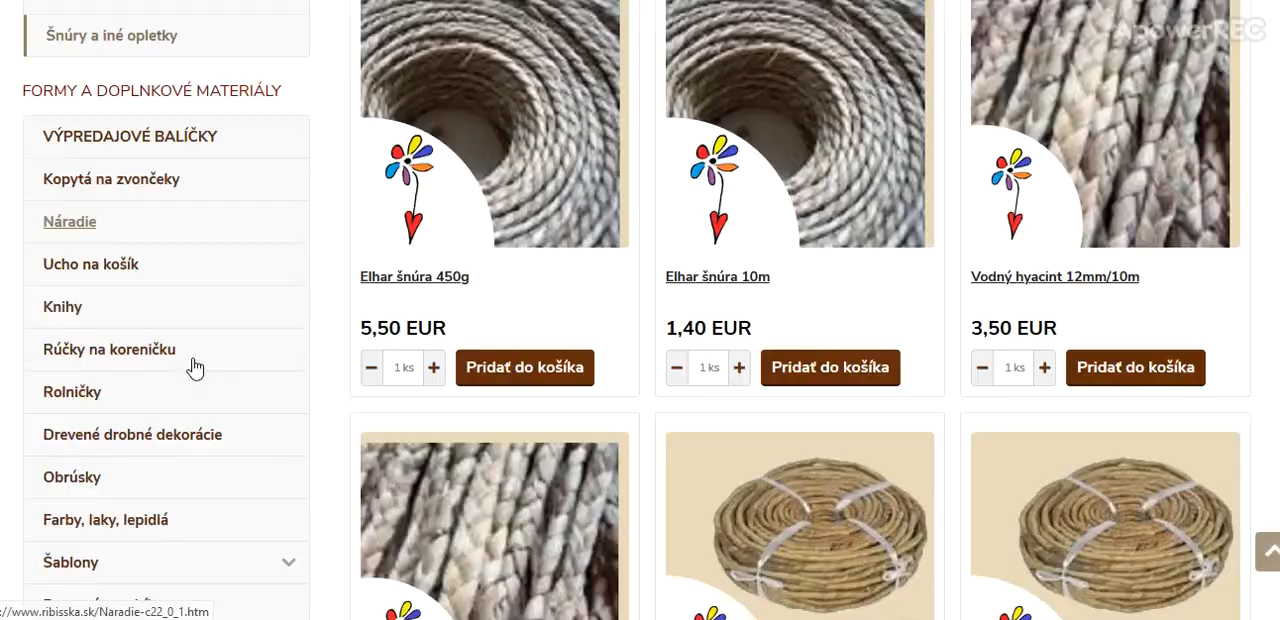 ApowerREC
Šnúry a iné opletky
FORMY A DOPLNKOVÉ MATERIÁLY
VÝPREDAJOVÉ BALÍČKY
Kopytá na zvončeky
Náradie
Ucho na košík
Knihy
Rúčky na koreničku
Rolničky
Drevené drobné dekorácie
Obrúsky
Farby, laky, lepidlá
Šablony
://www.ribisska.sk/Naradie-c22_0_1.htm
Elhar šnúra 450g
5,50 EUR
− 1 ks + Pridať do košíka
Elhar šnúra 10m
1,40 EUR
− 1 ks + Pridať do košíka
Vodný hyacint 12mm/10m
3,50 EUR
− 1 ks + Pridať do košíka